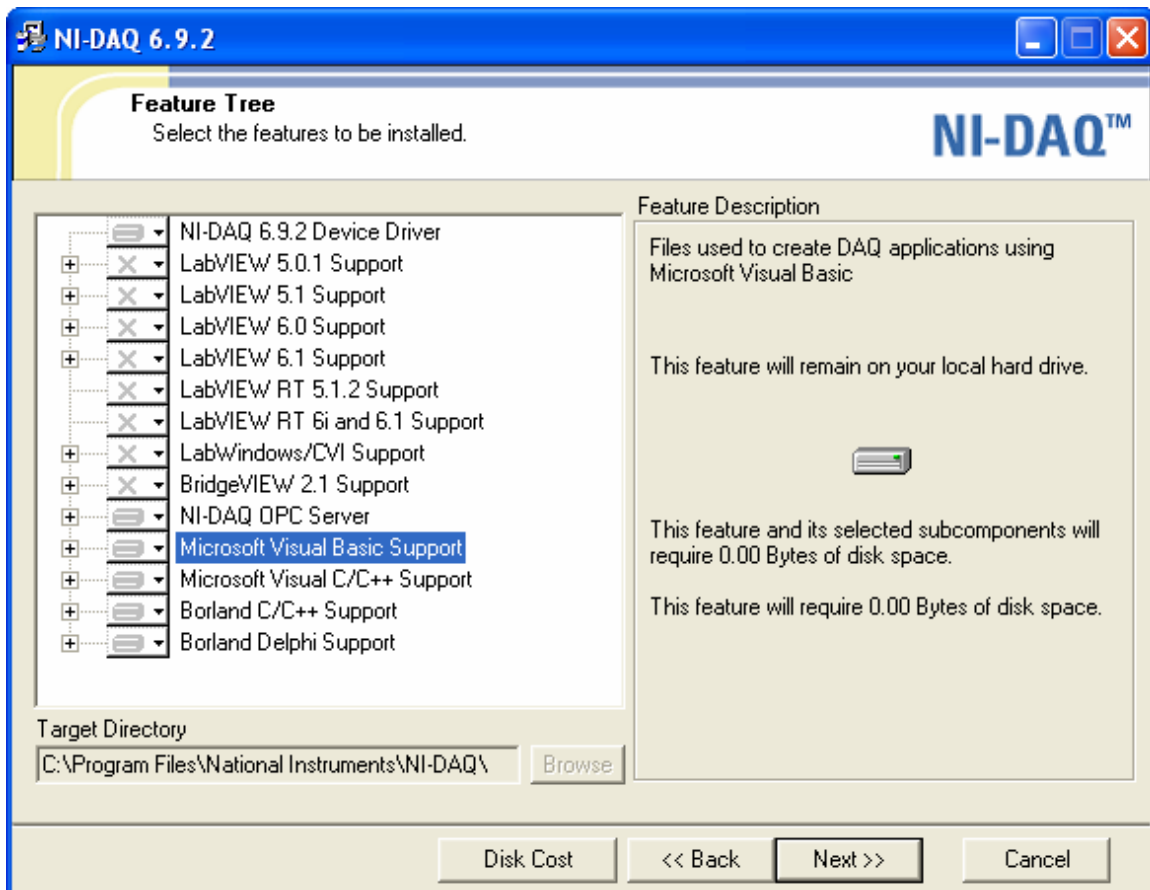 NI-DAQ 6.9.2
Feature Tree
Select the features to be installed.
NI-DAQ™
NI-DAQ 6.9.2 Device Driver
LabVIEW 5.0.1 Support
LabVIEW 5.1 Support
LabVIEW 6.0 Support
LabVIEW 6.1 Support
LabVIEW RT 5.1.2 Support
LabVIEW RT 6i and 6.1 Support
LabWindows/CVI Support
BridgeVIEW 2.1 Support
NI-DAQ OPC Server
Microsoft Visual Basic Support
Microsoft Visual C/C++ Support
Borland C/C++ Support
Borland Delphi Support
Target Directory
C:\Program Files\National Instruments\NI-DAQ\
Browse
Feature Description
Files used to create DAQ applications using
Microsoft Visual Basic
This feature will remain on your local hard drive.
This feature and its selected subcomponents will
require 0.00 Bytes of disk space.
This feature will require 0.00 Bytes of disk space.
Disk Cost
<< Back
Next >>
Cancel